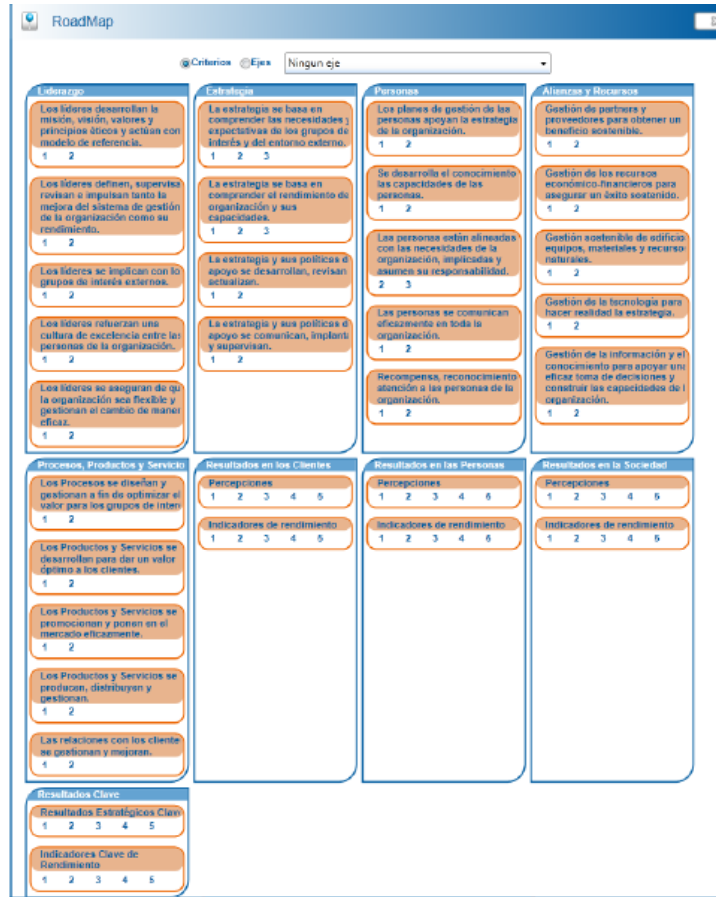 RoadMap
Criterios Ejes Ningun eje
Liderazgo
Los líderes desarrollan la
misión, visión, valores y
principios éticos y actúan con
modelo de referencia.
1 2
Los líderes definen, supervisa
revisan e impulsan tanto la
mejora del sistema de gestión
de la organización como su
rendimiento.
1 2
Los líderes se implican con lo
grupos de interés externos.
1 2
Los líderes refuerzan una
cultura de excelencia entre las
personas de la organización.
1 2
Los líderes se aseguran de qu
la organización sea flexible y
gestionan el cambio de maner
eficaz.
1 2
Estrategia
La estrategia se basa en
comprender las necesidades y
expectativas de los grupos de
interés y del entorno externo.
1 2 3
La estrategia se basa en
comprender el rendimiento de
organización y sus
capacidades.
1 2 3
La estrategia y sus políticas d
apoyo se desarrollan, revisan
actualizan.
1 2
La estrategia y sus políticas d
apoyo se comunican, implanta
y supervisan.
1 2
Personas
Los planes de gestión de las
personas apoyan la estrategia
de la organización.
1 2
Se desarrolla el conocimiento
las capacidades de las
personas.
1 2
Las personas están alineadas
con las necesidades de la
organización, implicadas y
asumen su responsabilidad.
2 3
Las personas se comunican
eficazmente en toda la
organización.
1 2
Recompensa, reconocimiento
atención a las personas de la
organización.
1 2
Alianzas y Recursos
Gestión de partners y
proveedores para obtener un
beneficio sostenible.
1 2
Gestión de los recursos
económico-financieros para
asegurar un éxito sostenido.
1 2
Gestión sostenible de edificio
equipos, materiales y recurso
naturales.
1 2
Gestión de la tecnología para
hacer realidad la estrategia.
1 2
Gestión de la información y el
conocimiento para apoyar una
eficaz toma de decisiones y
construir las capacidades de l
organización.
1 2
Procesos, Productos y Servicio
Los Procesos se diseñan y
gestionan a fin de optimizar el
valor para los grupos de inter
1 2
Los Productos y Servicios se
desarrollan para dar un valor
óptimo a los clientes.
1 2
Los Productos y Servicios se
promocionan y ponen en el
mercado eficazmente.
1 2
Los Productos y Servicios se
producen, distribuyen y
gestionan.
1 2
Las relaciones con los cliente
se gestionan y mejoran.
1 2
Resultados en los Clientes
Percepciones
1 2 3 4 5
Indicadores de rendimiento
1 2 3 4 5
Resultados en las Personas
Percepciones
1 2 3 4 5
Indicadores de rendimiento
1 2 3 4 5
Resultados en la Sociedad
Percepciones
1 2 3 4 5
Indicadores de rendimiento
1 2 3 4 5
Resultados Clave
Resultados Estratégicos Clave
1 2 3 4 5
Indicadores Clave de
Rendimiento
1 2 3 4 5